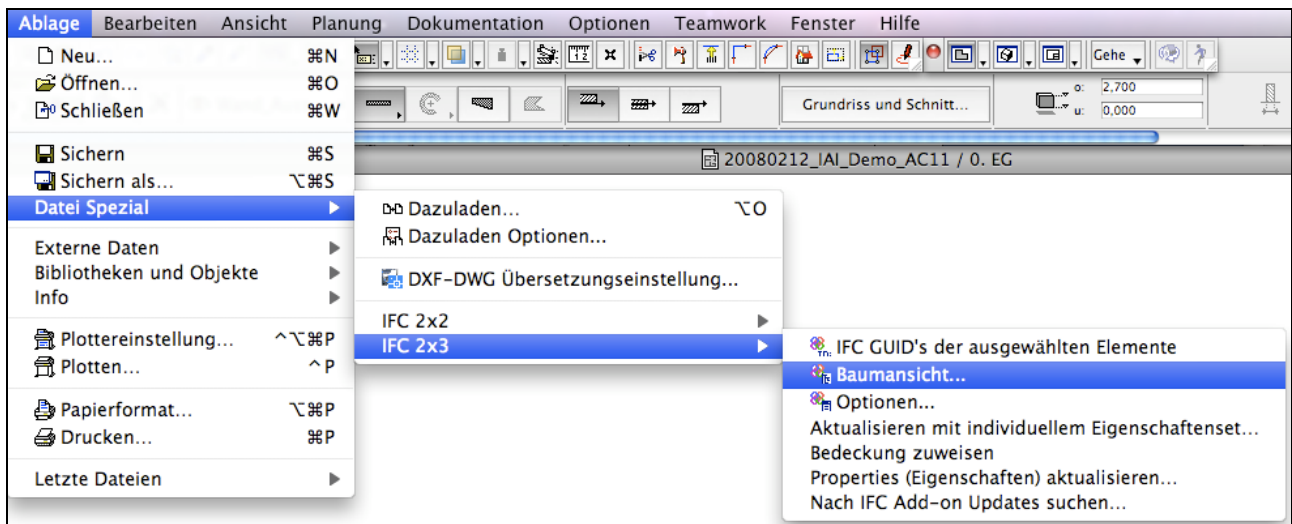 Ablage Bearbeiten Ansicht Planung Dokumentation Optionen Teamwork Fenster Hilfe
Neu... ⌘N
Öffnen... ⌘O
Schließen ⌘W
Sichern ⌘S
Sichern als... ⌥⌘S
Datei Spezial
Externe Daten
Bibliotheken und Objekte
Info
Plottereinstellung... ^⌥⌘P
Plotten... ^P
Papierformat... ⌥⌘P
Drucken... ⌘P
Letzte Dateien
Gehe
Grundriss und Schnitt...
o: 2,700
u: 0,000
20080212_IAI_Demo_AC11 / 0. EG
Dazuladen... ⌥O
Dazuladen Optionen...
DXF-DWG Übersetzungseinstellung...
IFC 2x2
IFC 2x3
IFC GUID's der ausgewählten Elemente
Baumansicht...
Optionen...
Aktualisieren mit individuellem Eigenschaftenset...
Bedeckung zuweisen
Properties (Eigenschaften) aktualisieren...
Nach IFC Add-on Updates suchen...